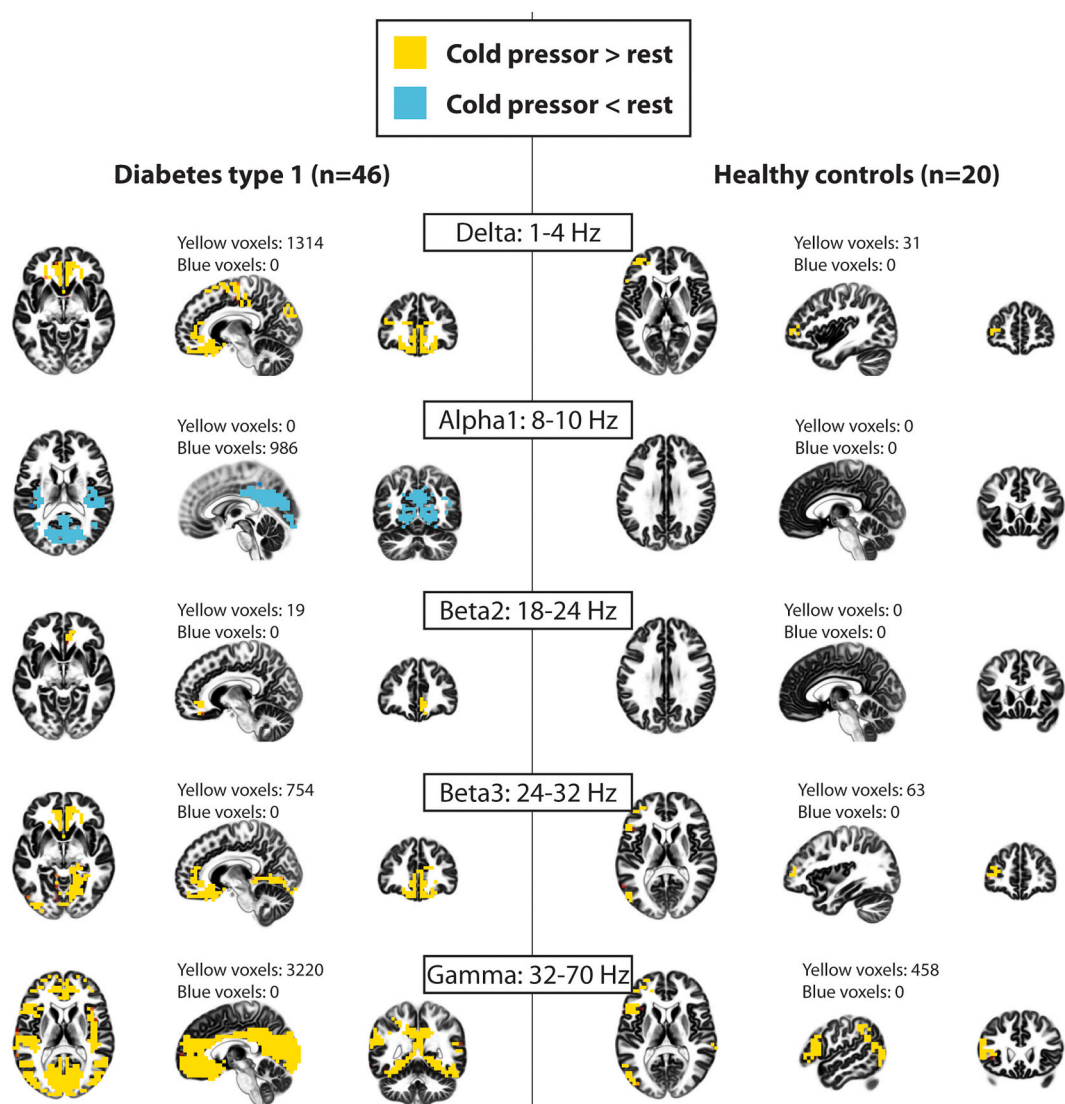 Cold pressor > rest
Cold pressor < rest
Diabetes type 1 (n=46)
Healthy controls (n=20)
Delta: 1-4 Hz
Yellow voxels: 1314
Blue voxels: 0
Yellow voxels: 31
Blue voxels: 0
Alpha1: 8-10 Hz
Yellow voxels: 0
Blue voxels: 986
Yellow voxels: 0
Blue voxels: 0
Beta2: 18-24 Hz
Yellow voxels: 19
Blue voxels: 0
Yellow voxels: 0
Blue voxels: 0
Beta3: 24-32 Hz
Yellow voxels: 754
Blue voxels: 0
Yellow voxels: 63
Blue voxels: 0
Gamma: 32-70 Hz
Yellow voxels: 3220
Blue voxels: 0
Yellow voxels: 458
Blue voxels: 0